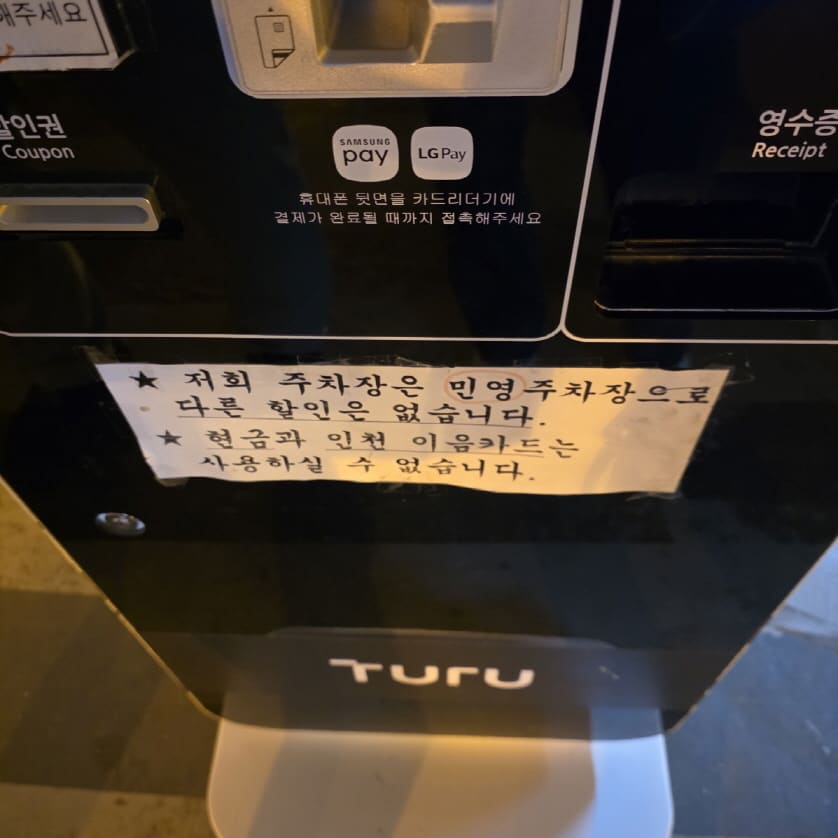 해주세요
할인권
Coupon
SAMSUNG
pay
LG Pay
휴대폰 뒷면을 카드리더기에
결제가 완료될 때까지 접촉해주세요
영수증
Receipt
★ 저희 주차장은 민영주차장으로
다른 할인은 없습니다.
★ 현금과 인천 이음카드는
사용하실 수 없습니다.
Turu